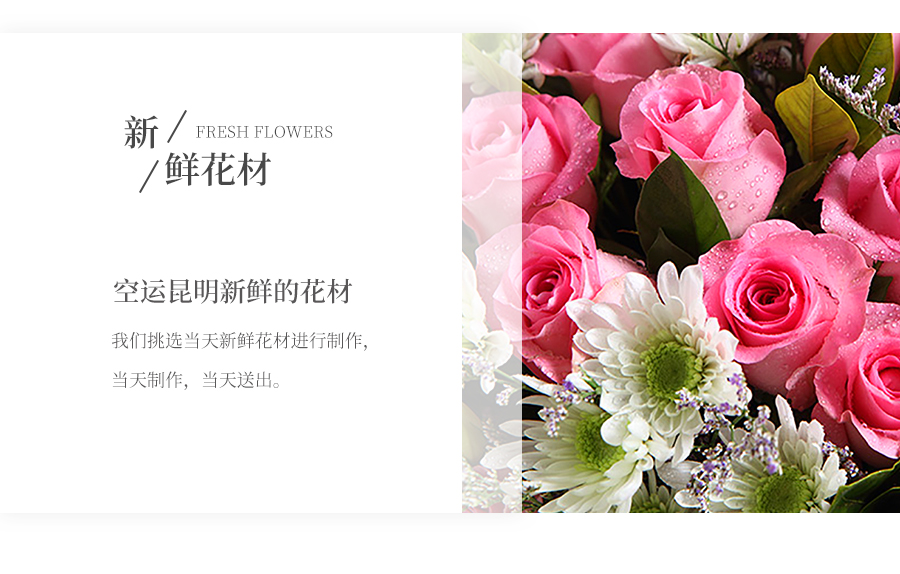 新
FRESH FLOWERS
鲜花材
空运昆明新鲜的花材
我们挑选当天新鲜花材进行制作，
当天制作，当天送出。